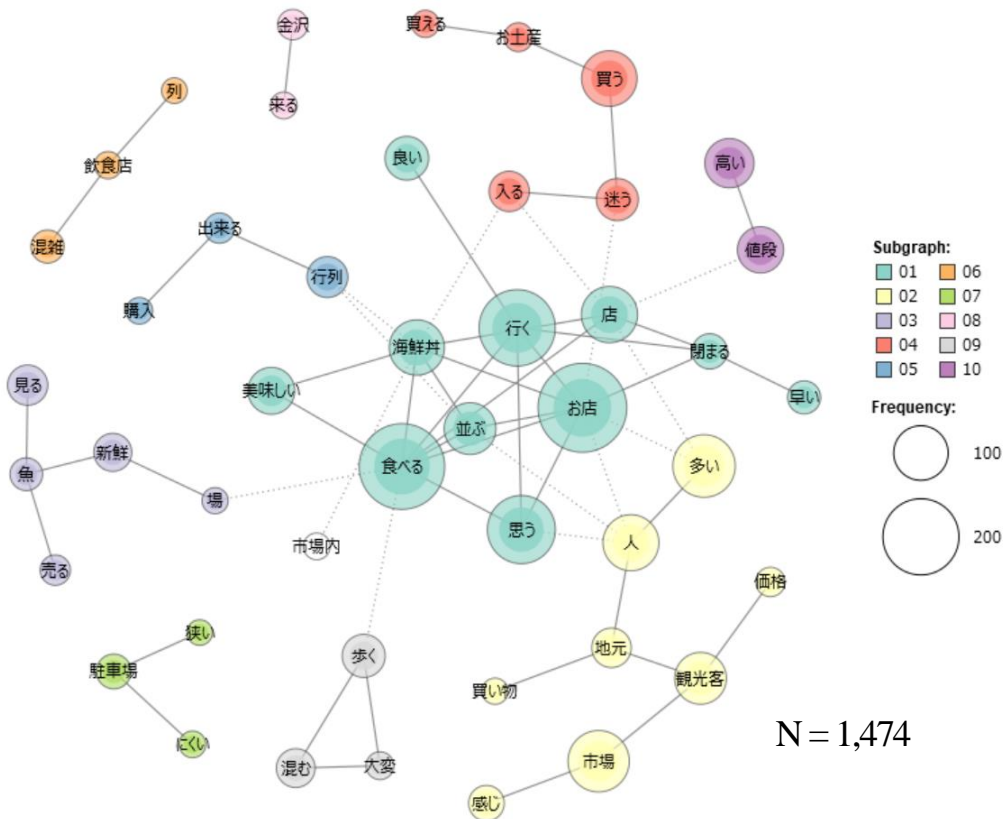 金沢
買える
お土産
買う
列
来る
良い
高い
飲食店
入る
迷う
混雑
出来る
値段
行列
購入
行く
店
海鮮丼
閉まる
美味しい
早い
お店
並ぶ
見る
食べる
多い
新鮮
魚
場
思う
人
市場内
売る
価格
狭い
地元
歩く
駐車場
観光客
買い物
にくい
市場
混む
大変
感じ
Subgraph:
01 06
02 07
03 08
04 09
05 10
Frequency:
100
200
N = 1,474